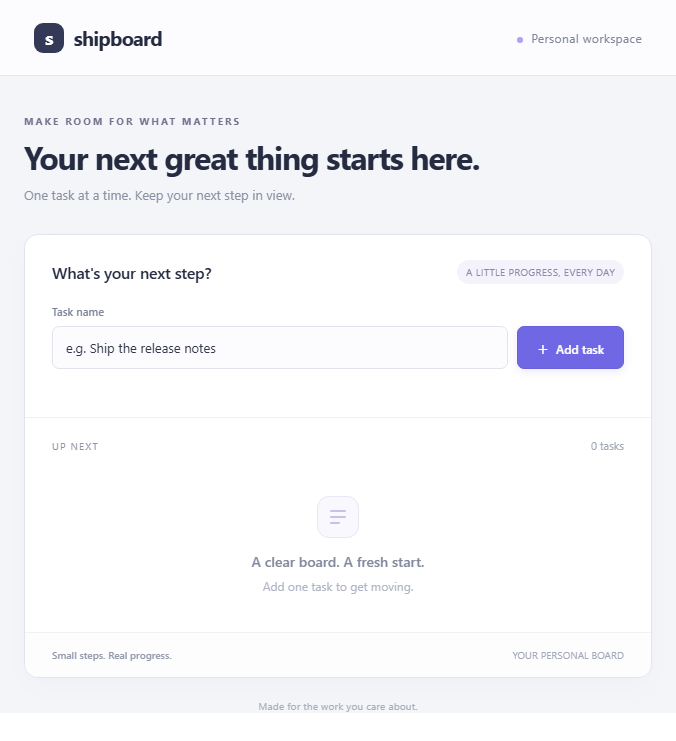 s shipboard
Personal workspace
MAKE ROOM FOR WHAT MATTERS
Your next great thing starts here.
One task at a time. Keep your next step in view.
What's your next step?
A LITTLE PROGRESS, EVERY DAY
Task name
e.g. Ship the release notes
+ Add task
UP NEXT
0 tasks
A clear board. A fresh start.
Add one task to get moving.
Small steps. Real progress.
YOUR PERSONAL BOARD
Made for the work you care about.